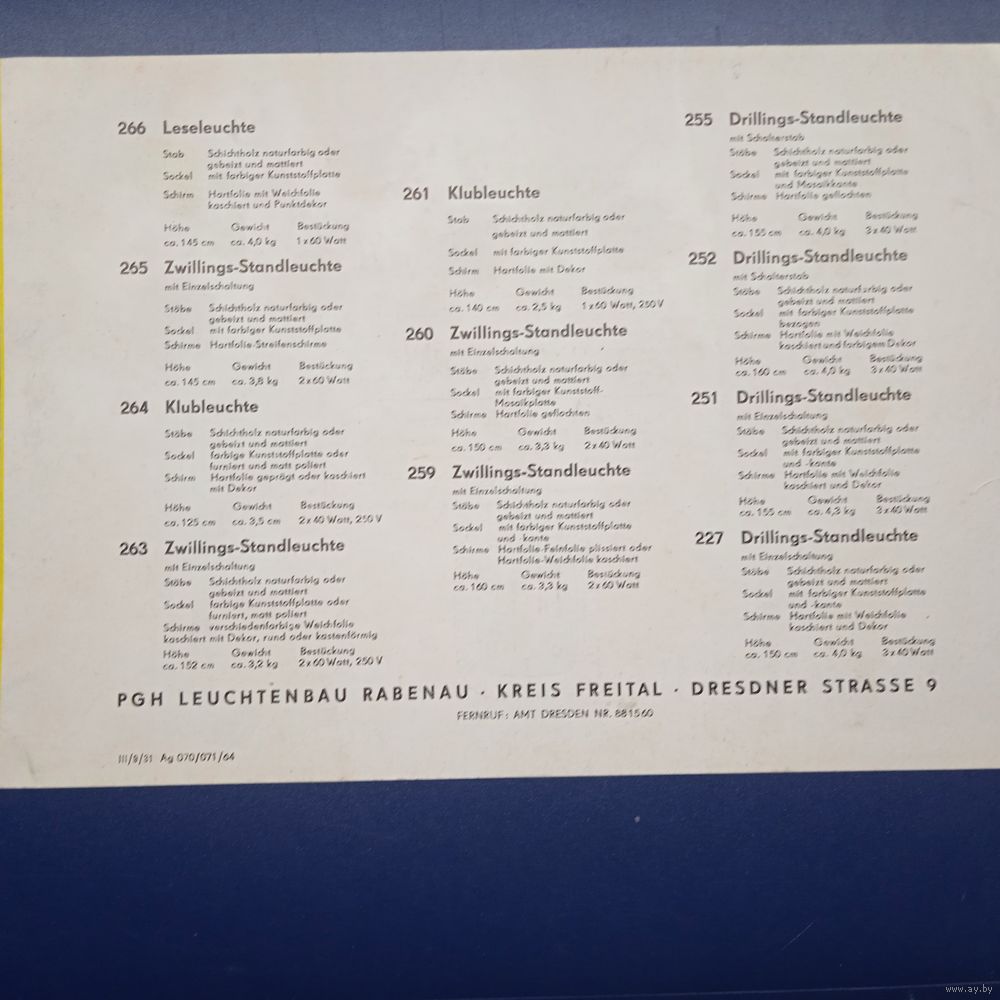 266 Leseleuchte
Stab Schichtholz naturfarbig oder
gebeizt und mattiert
Sockel mit farbiger Kunststoffplatte
Schirm Hartfolie mit Weichfolie
kaschiert und Punktdekor
Höhe Gewicht Bestückung
ca. 145 cm ca. 4,0 kg 1 x 60 Watt
265 Zwillings-Standleuchte
mit Einzelschaltung
Stäbe Schichtholz naturfarbig oder
gebeizt und mattiert
Sockel mit farbiger Kunststoffplatte
Schirme Hartfolie-Streifenschirme
Höhe Gewicht Bestückung
ca. 145 cm ca. 3,8 kg 2 x 60 Watt
264 Klubleuchte
Stäbe Schichtholz naturfarbig oder
gebeizt und mattiert
Sockel farbige Kunststoffplatte oder
furniert und matt poliert
Schirm Hartfolie geprägt oder kaschiert
mit Dekor
Höhe Gewicht Bestückung
ca. 125 cm ca. 3,5 cm 2 x 40 Watt, 250 V
263 Zwillings-Standleuchte
mit Einzelschaltung
Stäbe Schichtholz naturfarbig oder
gebeizt und mattiert
Sockel farbige Kunststoffplatte oder
furniert, matt poliert
Schirme verschiedenfarbige Weichfolie
kaschiert mit Dekor, rund oder kastenförmig
Höhe Gewicht Bestückung
ca. 152 cm ca. 3,2 kg 2 x 60 Watt, 250 V
261 Klubleuchte
Stab Schichtholz naturfarbig oder
gebeizt und mattiert
Sockel mit farbiger Kunststoffplatte
Schirm Hartfolie mit Dekor
Höhe Gewicht Bestückung
ca. 140 cm ca. 2,5 kg 1 x 60 Watt, 250 V
260 Zwillings-Standleuchte
mit Einzelschaltung
Stäbe Schichtholz naturfarbig oder
gebeizt und mattiert
Sockel mit farbiger Kunststoff-
Mosaikplatte
Schirme Hartfolie geflochten
Höhe Gewicht Bestückung
ca. 150 cm ca. 3,3 kg 2 x 40 Watt
259 Zwillings-Standleuchte
mit Einzelschaltung
Stäbe Schichtholz naturfarbig oder
gebeizt und mattiert
Sockel mit farbiger Kunststoffplatte
und -kante
Schirme Hartfolie-Feinfolie plissiert oder
Hartfolie-Weichfolie kaschiert
Höhe Gewicht Bestückung
ca. 160 cm ca. 3,3 kg 2 x 60 Watt
255 Drillings-Standleuchte
mit Schalterstab
Stäbe Schichtholz naturfarbig oder
gebeizt und mattiert
Sockel mit farbiger Kunststoffplatte
und Mosaikkante
Schirme Hartfolie geflochten
Höhe Gewicht Bestückung
ca. 155 cm ca. 4,0 kg 3 x 40 Watt
252 Drillings-Standleuchte
mit Schalterstab
Stäbe Schichtholz naturfarbig oder
gebeizt und mattiert
Sockel mit farbiger Kunststoffplatte
bezogen
Schirme Hartfolie mit Weichfolie
kaschiert und farbigem Dekor
Höhe Gewicht Bestückung
ca. 160 cm ca. 4,0 kg 3 x 40 Watt
251 Drillings-Standleuchte
mit Einzelschaltung
Stäbe Schichtholz naturfarbig oder
gebeizt und mattiert
Sockel mit farbiger Kunststoffplatte
und -kante
Schirme Hartfolie mit Weichfolie
kaschiert und Dekor
Höhe Gewicht Bestückung
ca. 155 cm ca. 4,3 kg 3 x 40 Watt
227 Drillings-Standleuchte
mit Einzelschaltung
Stäbe Schichtholz naturfarbig oder
gebeizt und mattiert
Sockel mit farbiger Kunststoffplatte
und -kante
Schirme Hartfolie mit Weichfolie
kaschiert und Dekor
Höhe Gewicht Bestückung
ca. 150 cm ca. 4,0 kg 3 x 40 Watt
PGH LEUCHTENBAU RABENAU · KREIS FREITAL · DRESDNER STRASSE 9
FERNRUF: AMT DRESDEN NR. 881560
III/9/31 Ag 070/071/64
www.ay.by